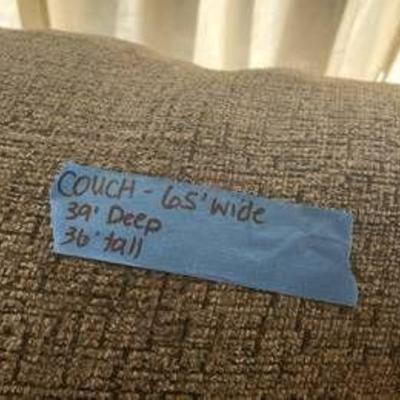 COUCH - 65' wide
39' Deep
36' tall